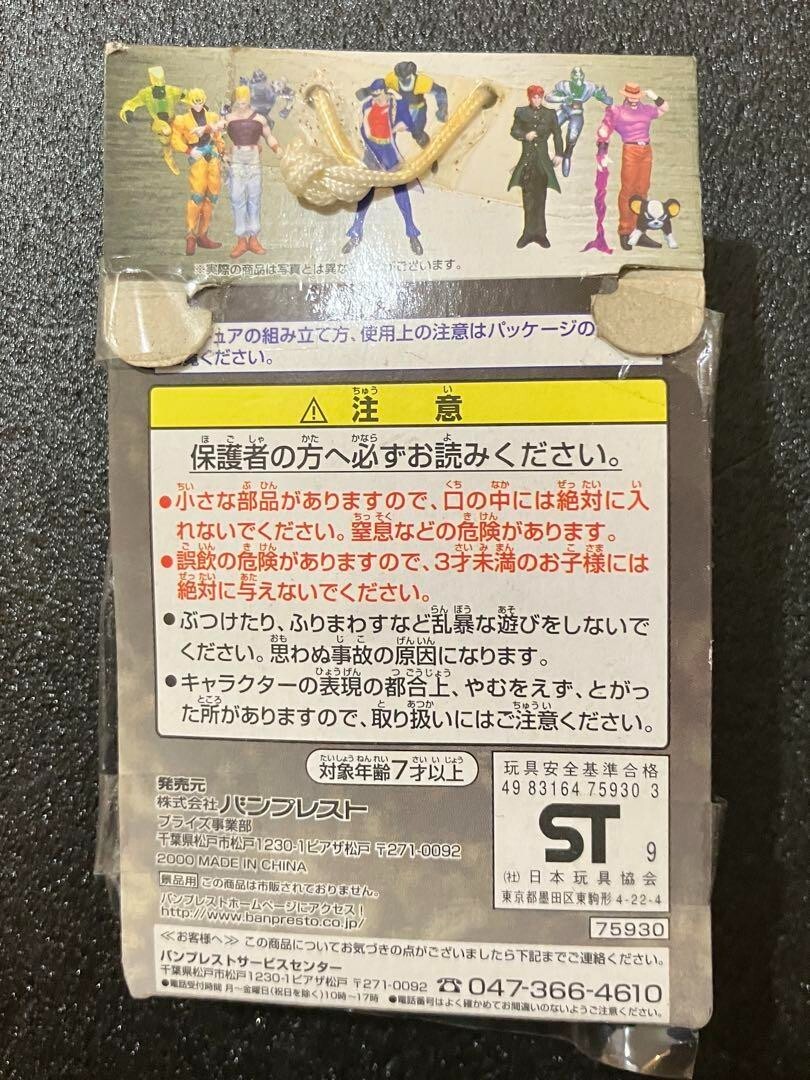 ※実際の商品は写真とは異な
ございます。
ュアの組み立て方、使用上の注意はパッケージの
ください。
⚠ 注意
保護者の方へ必ずお読みください。
●小さな部品がありますので、口の中には絶対に入
れないでください。窒息などの危険があります。
●誤飲の危険がありますので、3才未満のお子様には
絶対に与えないでください。
●ぶつけたり、ふりまわすなど乱暴な遊びをしないで
ください。思わぬ事故の原因になります。
●キャラクターの表現の都合上、やむをえず、とがっ
た所がありますので、取り扱いにはご注意ください。
対象年齢7才以上
発売元
株式会社バンプレスト
プライズ事業部
千葉県松戸市松戸1230-1ピアザ松戸 〒271-0092
2000 MADE IN CHINA
景品用 この商品は市販されておりません。
バンプレストホームページにアクセス!
http://www.banpresto.co.jp/
玩具安全基準合格
49 83164 75930 3
ST 9
(社)日本玩具協会
東京都墨田区東駒形 4-22-4
75930
≪お客様へ≫ この商品についてお気づきの点がございましたら下記までご連絡ください。
バンプレストサービスセンター
千葉県松戸市松戸1230-1ピアザ松戸 〒271-0092 ☎047-366-4610
●電話受付時間 月〜金曜日(祝日を除く)10時〜17時 ●電話番号はよく確かめてお間違いのないようご注意ください。